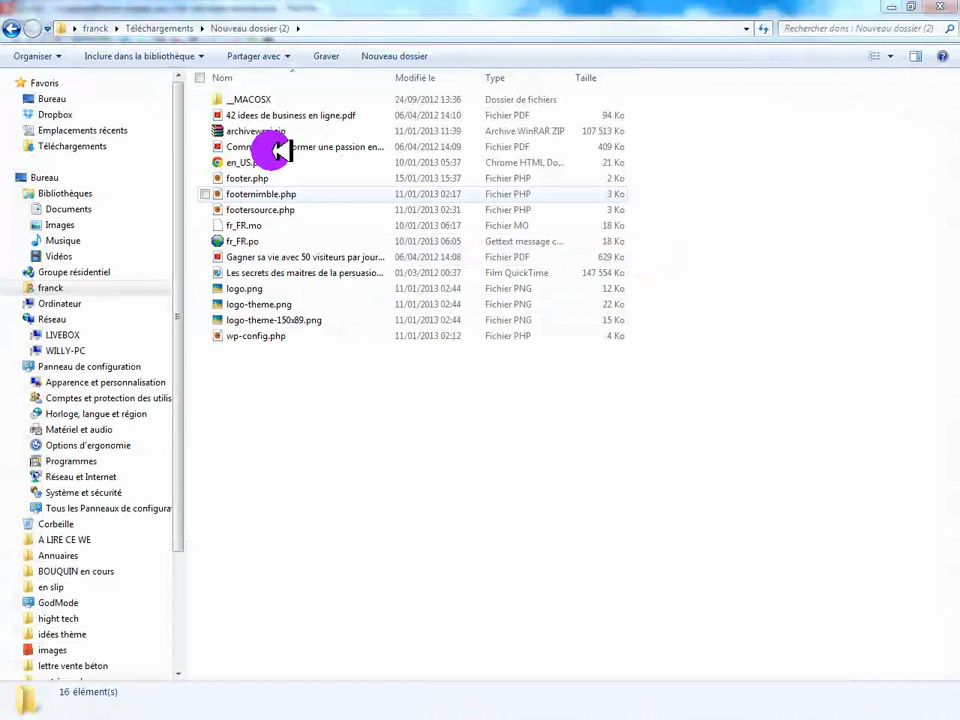 franck Téléchargements Nouveau dossier (2)
Rechercher dans : Nouveau dossier (2)
Organiser Inclure dans la bibliothèque Partager avec Graver Nouveau dossier
Favoris
Bureau
Dropbox
Emplacements récents
Téléchargements
Bureau
Bibliothèques
Documents
Images
Musique
Vidéos
Groupe résidentiel
franck
Ordinateur
Réseau
LIVEBOX
WILLY-PC
Panneau de configuration
Apparence et personnalisation
Comptes et protection des utilis
Horloge, langue et région
Matériel et audio
Options d'ergonomie
Programmes
Réseau et Internet
Système et sécurité
Tous les Panneaux de configura
Corbeille
A LIRE CE WE
Annuaires
BOUQUIN en cours
en slip
GodMode
hight tech
idées thème
images
lettre vente béton
Nom Modifié le Type Taille
__MACOSX 24/09/2012 13:36 Dossier de fichiers
42 idees de business en ligne.pdf 06/04/2012 14:10 Fichier PDF 94 Ko
11/01/2013 11:39 Archive WinRAR ZIP 107 513 Ko
une passion en... 06/04/2012 14:09 Fichier PDF 409 Ko
10/01/2013 05:37 Chrome HTML Do... 18 Ko
footer.php 15/01/2013 15:37 Fichier PHP 2 Ko
footernimble.php 11/01/2013 02:17 Fichier PHP 3 Ko
footersource.php 11/01/2013 02:31 Fichier PHP 3 Ko
fr_FR.mo 10/01/2013 06:17 Fichier MO 18 Ko
fr_FR.po 10/01/2013 06:05 Gettext message c... 18 Ko
Gagner sa vie avec 50 visiteurs par jour... 06/04/2012 14:08 Fichier PDF 629 Ko
Les secrets des maitres de la persuasio... 01/03/2012 00:37 Film QuickTime 147 554 Ko
logo.png 11/01/2013 02:44 Fichier PNG 12 Ko
logo-theme.png 11/01/2013 02:44 Fichier PNG 22 Ko
logo-theme-150x89.png 11/01/2013 02:44 Fichier PNG 15 Ko
wp-config.php 11/01/2013 02:12 Fichier PHP 4 Ko
16 élément(s)